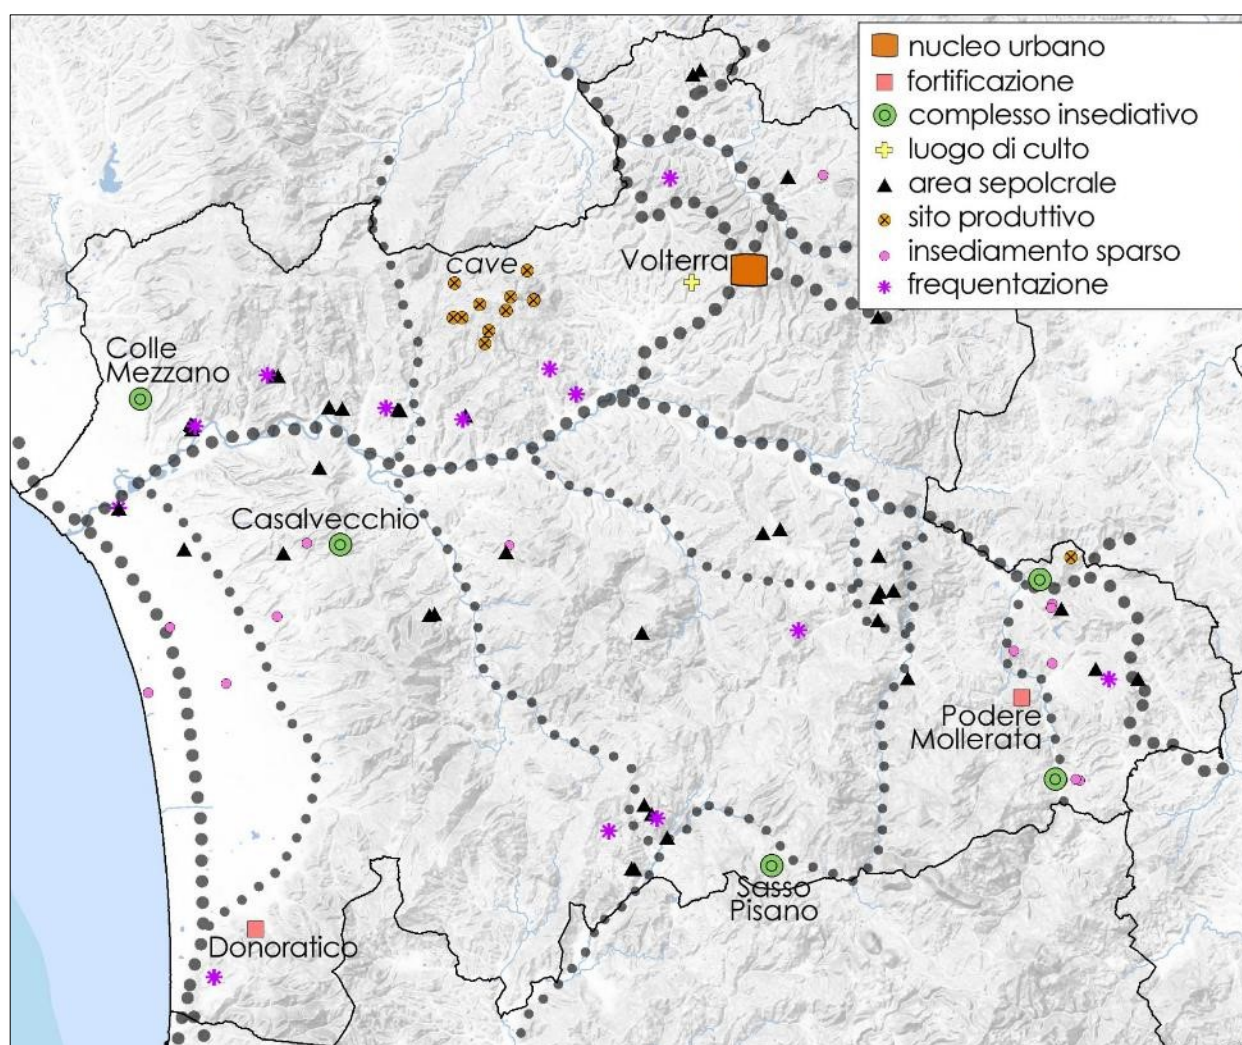 nucleo urbano
fortificazione
complesso insediativo
luogo di culto
area sepolcrale
sito produttivo
insediamento sparso
frequentazione
cave
Volterra
Colle
Mezzano
Casalvecchio
Podere
Mollerata
Sasso
Pisano
Donoratico